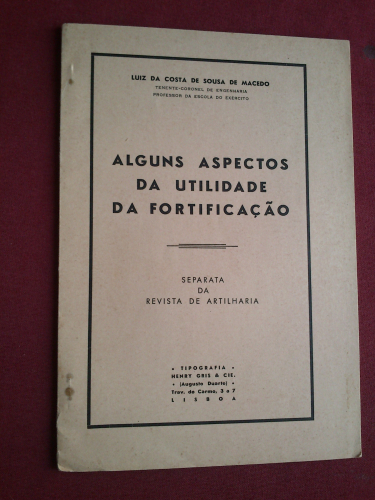 LUIZ DA COSTA DE SOUSA DE MACEDO
TENENTE-CORONEL DE ENGENHARIA
PROFESSOR DA ESCOLA DO EXÉRCITO
ALGUNS ASPECTOS
DA UTILIDADE
DA FORTIFICAÇÃO
SEPARATA
DA
REVISTA DE ARTILHARIA
• TIPOGRAFIA •
HENRY GRIS & CIE.
• (Augusto Duarte) •
Trav. do Carmo, 3 a 7
LISBOA